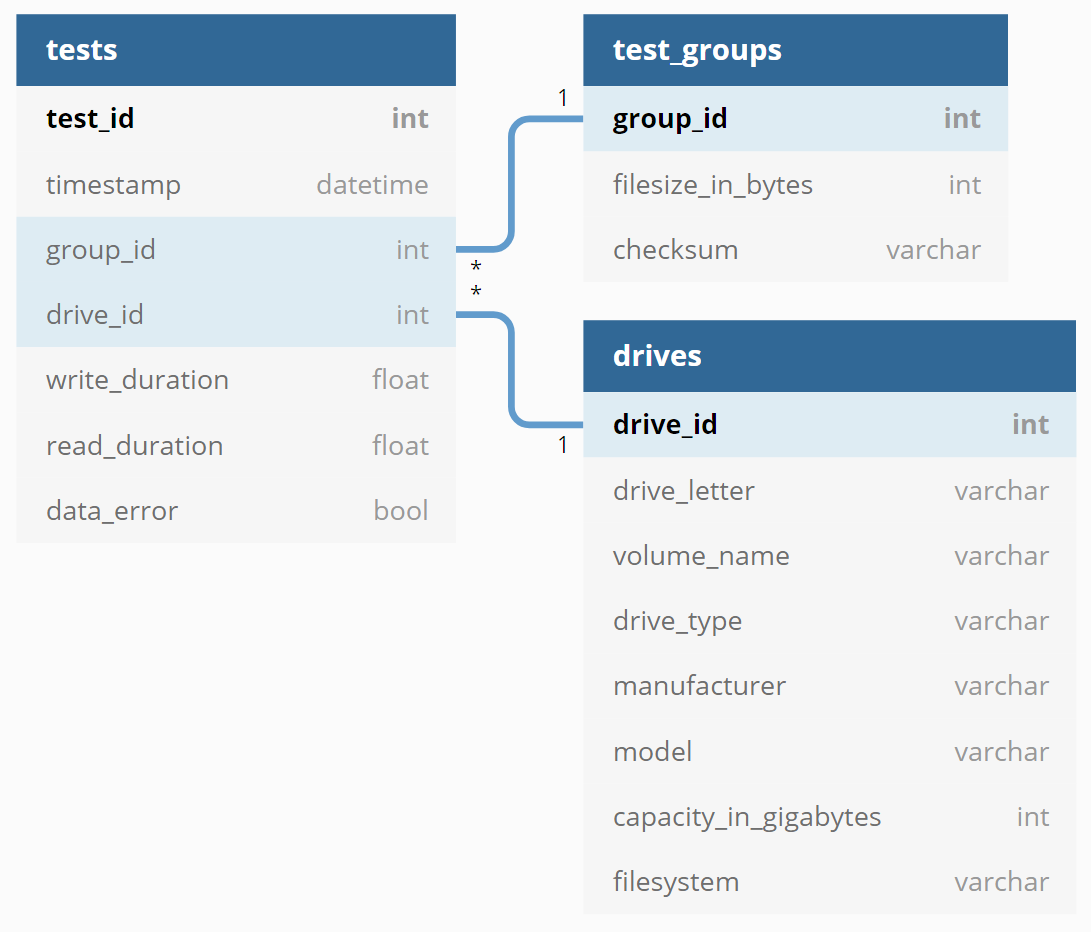 tests
test_id int
timestamp datetime
group_id int
drive_id int
write_duration float
read_duration float
data_error bool
1
*
*
1
test_groups
group_id int
filesize_in_bytes int
checksum varchar
drives
drive_id int
drive_letter varchar
volume_name varchar
drive_type varchar
manufacturer varchar
model varchar
capacity_in_gigabytes int
filesystem varchar